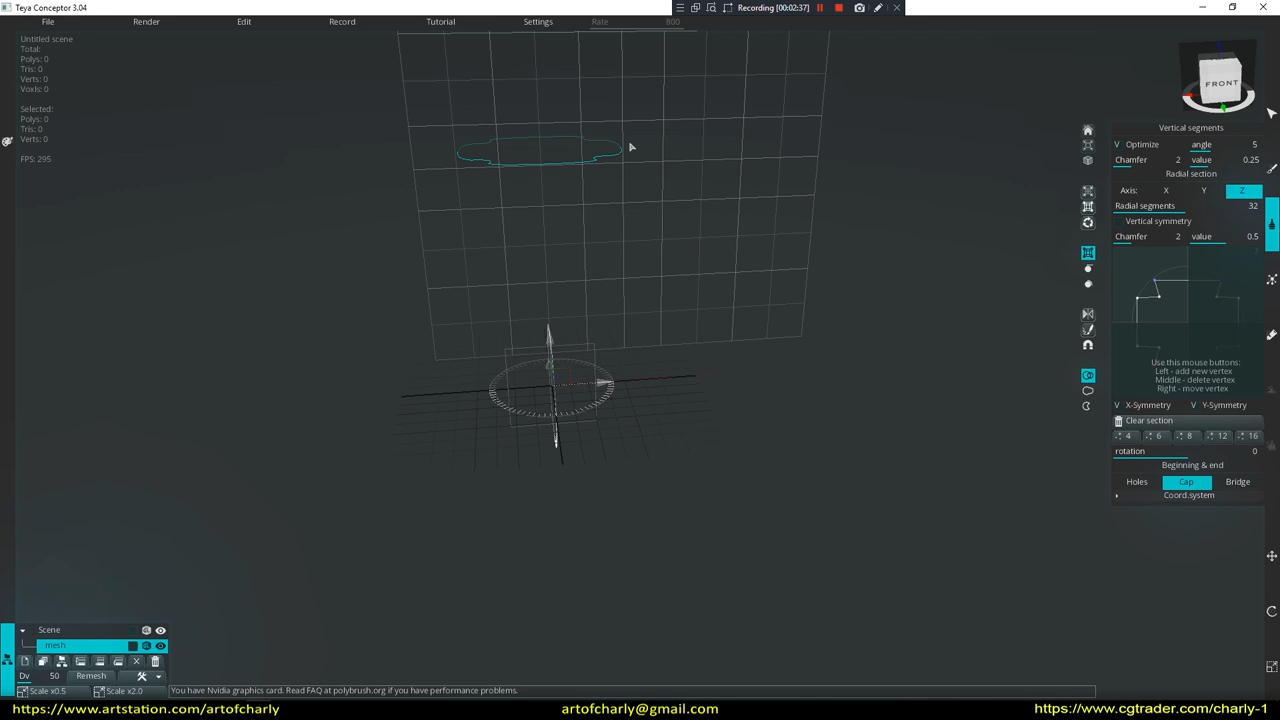 Teya Conceptor 3.04
Recording [00:02:37]
File Render Edit Record Tutorial Settings Rate 800
Untitled scene
Total:
Polys: 0
Tris: 0
Verts: 0
Voxls: 0
Selected:
Polys: 0
Tris: 0
Verts: 0
FPS: 295
FRONT
Vertical segments
V Optimize angle 5
Chamfer 2 value 0.25
Radial section
Axis: X Y Z
Radial segments 32
Vertical symmetry
Chamfer 2 value 0.5
Use this mouse buttons:
Left - add new vertex
Middle - delete vertex
Right - move vertex
V X-Symmetry V Y-Symmetry
Clear section
4 6 8 12 16
rotation 0
Beginning & end
Holes Cap Bridge
Coord.system
Scene
mesh
Dv 50 Remesh
Scale x0.5 Scale x2.0 You have Nvidia graphics card. Read FAQ at polybrush.org if you have performance problems.
https://www.artstation.com/artofcharly artofcharly@gmail.com https://www.cgtrader.com/charly-1